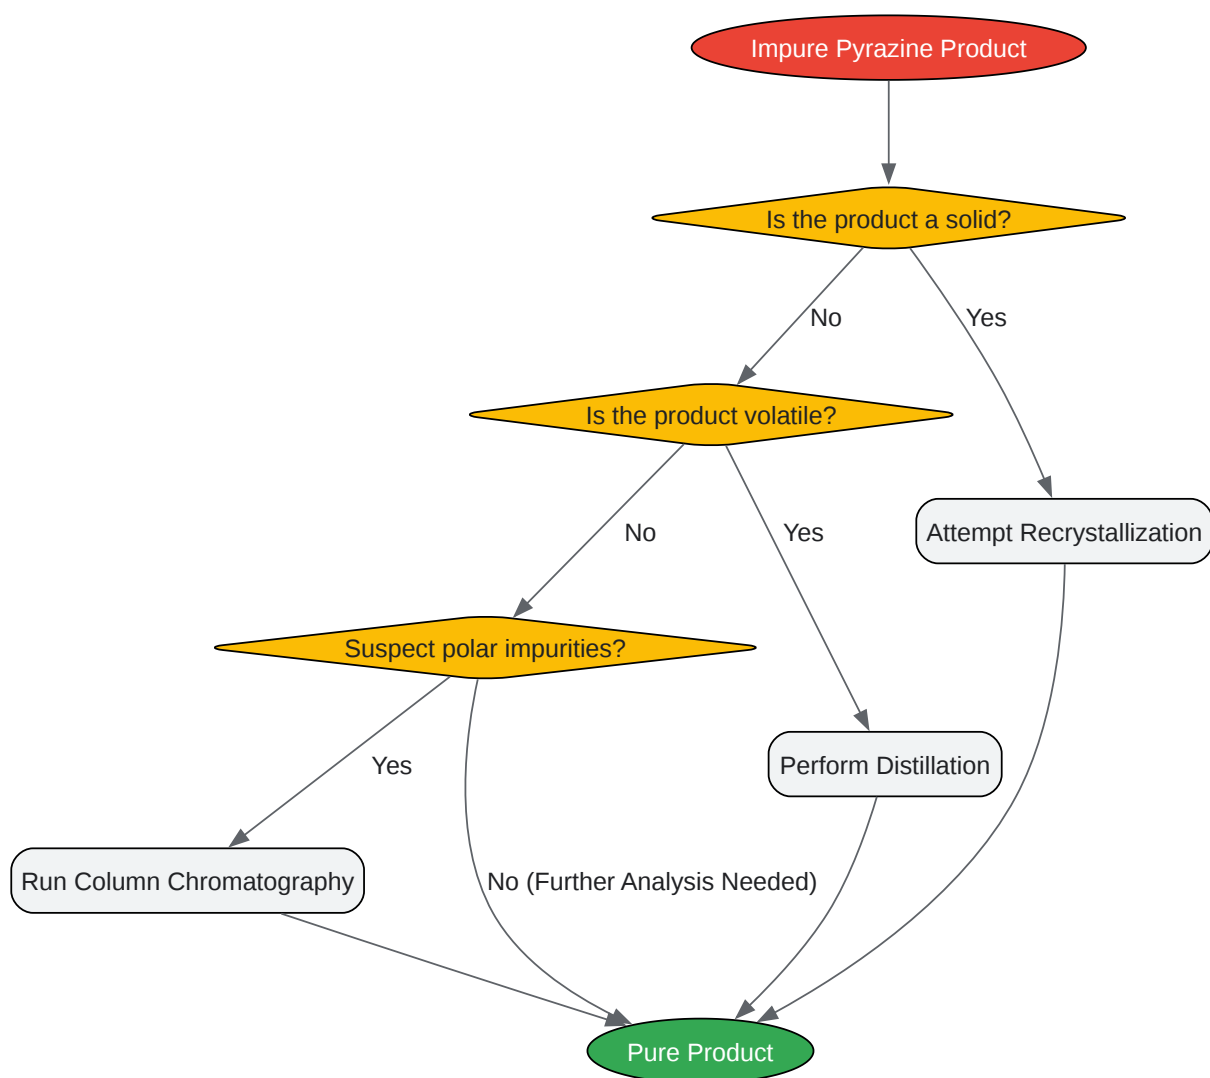 Impure Pyrazine Product
Is the product a solid?
No
Yes
Is the product volatile?
No
Yes
Attempt Recrystallization
Suspect polar impurities?
Yes
Perform Distillation
Run Column Chromatography
No (Further Analysis Needed)
Pure Product